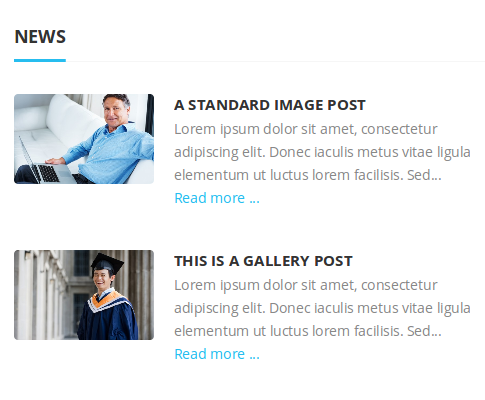 NEWS
A STANDARD IMAGE POST
Lorem ipsum dolor sit amet, consectetur
adipiscing elit. Donec iaculis metus vitae ligula
elementum ut luctus lorem facilisis. Sed...
Read more ...
THIS IS A GALLERY POST
Lorem ipsum dolor sit amet, consectetur
adipiscing elit. Donec iaculis metus vitae ligula
elementum ut luctus lorem facilisis. Sed...
Read more ...